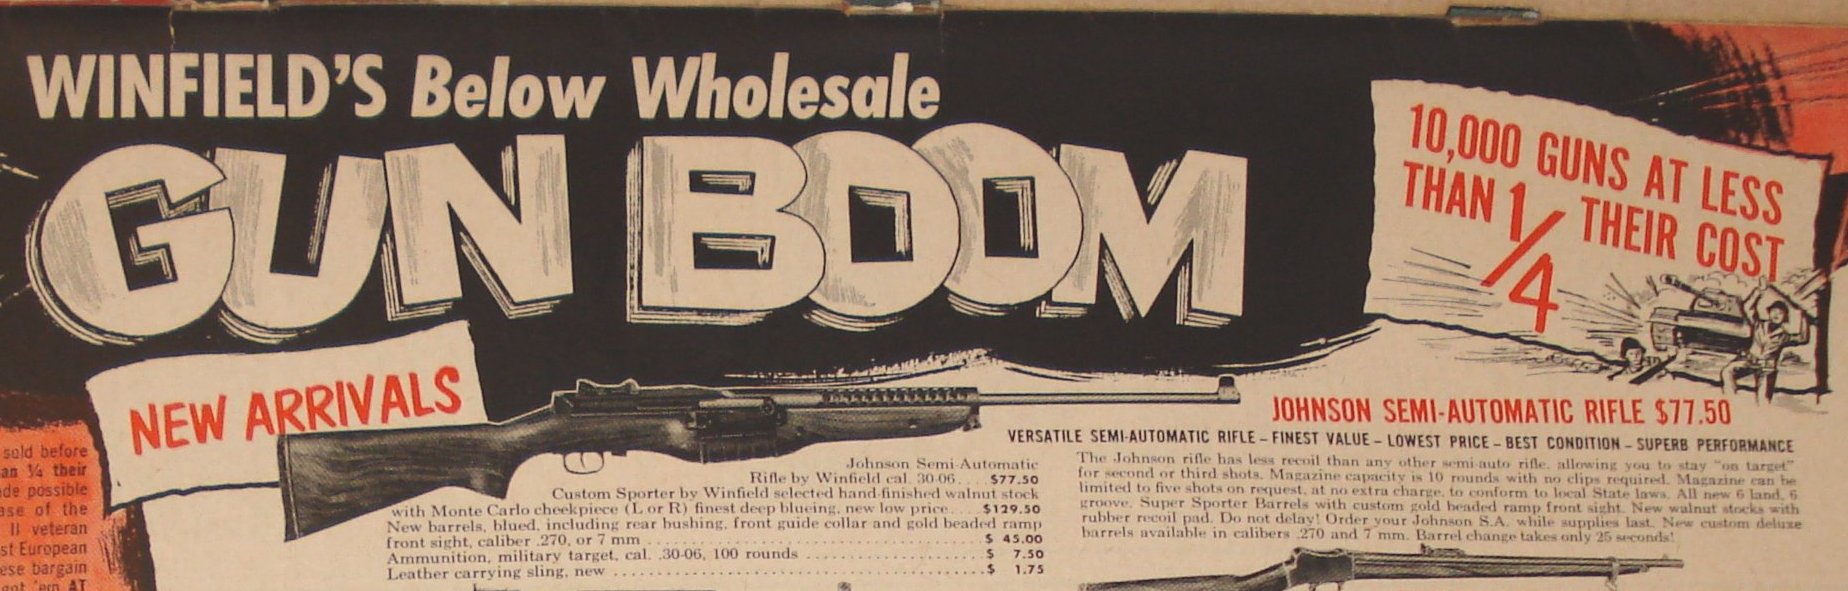 WINFIELD'S Below Wholesale
GUN BOOM
10,000 GUNS AT LESS
THAN 1/4 THEIR COST
NEW ARRIVALS
JOHNSON SEMI-AUTOMATIC RIFLE $77.50
VERSATILE SEMI-AUTOMATIC RIFLE – FINEST VALUE – LOWEST PRICE – BEST CONDITION – SUPERB PERFORMANCE
Johnson Semi-Automatic
Rifle by Winfield cal. 30-06... $77.50
Custom Sporter by Winfield selected hand-finished walnut stock
with Monte Carlo cheekpiece (L or R) finest deep blueing, new low price.... $129.50
New barrels, blued, including rear bushing, front guide collar and gold beaded ramp
front sight, caliber .270, or 7 mm ........ $ 45.00
Ammunition, military target, cal. .30-06, 100 rounds ........ $ 7.50
Leather carrying sling, new ........ $ 1.75
The Johnson rifle has less recoil than any other semi-auto rifle, allowing you to stay "on target"
for second or third shots. Magazine capacity is 10 rounds with no clips required. Magazine can be
limited to five shots on request, at no extra charge, to conform to local State laws. All new 6 land, 6
groove, Super Sporter Barrels with custom gold beaded ramp front sight. New walnut stocks with
rubber recoil pad. Do not delay! Order your Johnson S.A. while supplies last. New custom deluxe
barrels available in calibers .270 and 7 mm. Barrel change takes only 25 seconds!
sold before
an ¼ their
de possible
ase of the
II veteran
st European
ese bargain
'em AT